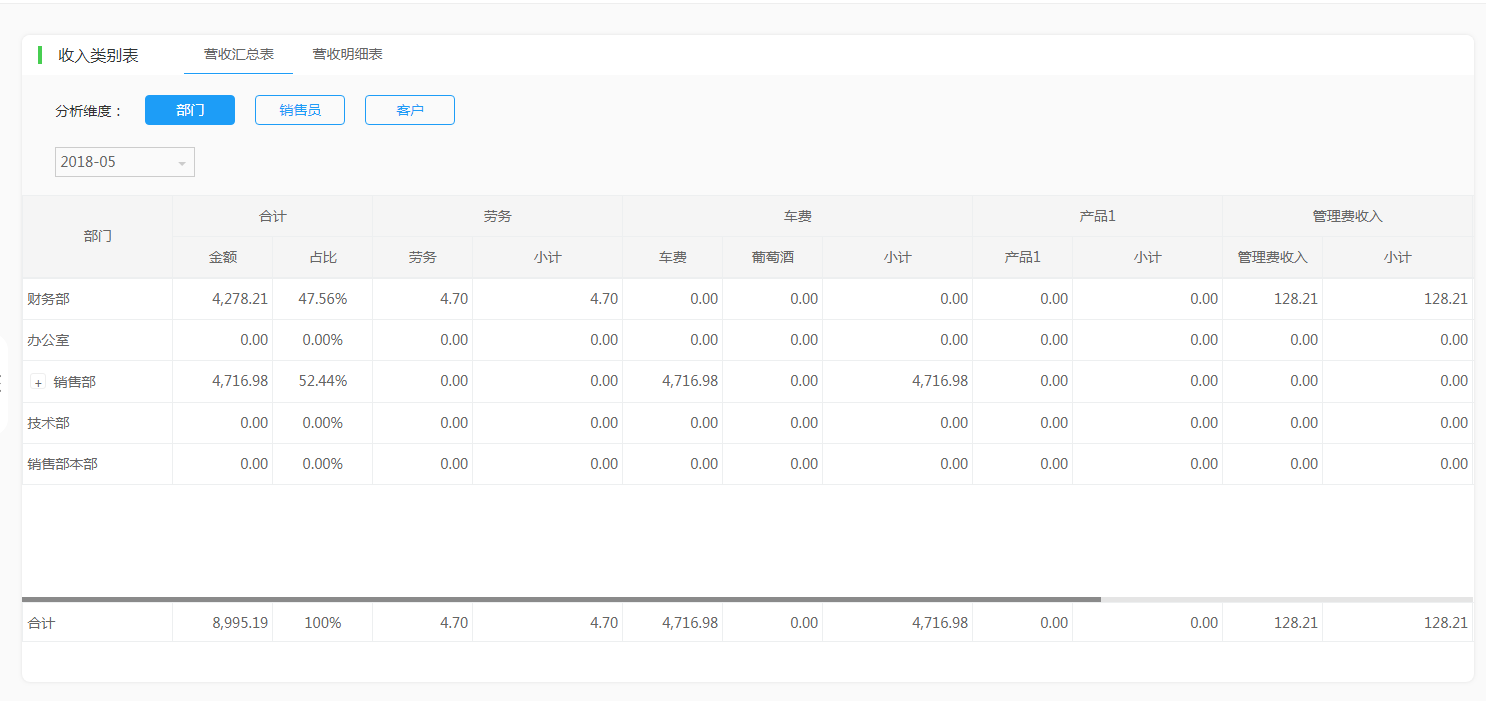 收入类别表 营收汇总表 营收明细表
分析维度： 部门 销售员 客户
2018-05
部门 合计 劳务 车费 产品1 管理费收入
金额 占比 劳务 小计 车费 葡萄酒 小计 产品1 小计 管理费收入 小计
财务部 4,278.21 47.56% 4.70 4.70 0.00 0.00 0.00 0.00 0.00 128.21 128.21
办公室 0.00 0.00% 0.00 0.00 0.00 0.00 0.00 0.00 0.00 0.00 0.00
+ 销售部 4,716.98 52.44% 0.00 0.00 4,716.98 0.00 4,716.98 0.00 0.00 0.00 0.00
技术部 0.00 0.00% 0.00 0.00 0.00 0.00 0.00 0.00 0.00 0.00 0.00
销售部本部 0.00 0.00% 0.00 0.00 0.00 0.00 0.00 0.00 0.00 0.00 0.00
合计 8,995.19 100% 4.70 4.70 4,716.98 0.00 4,716.98 0.00 0.00 128.21 128.21